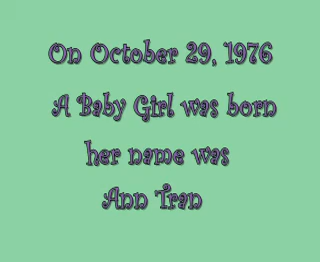 On October 29, 1976
A Baby Girl was born
her name was
Ann Tran